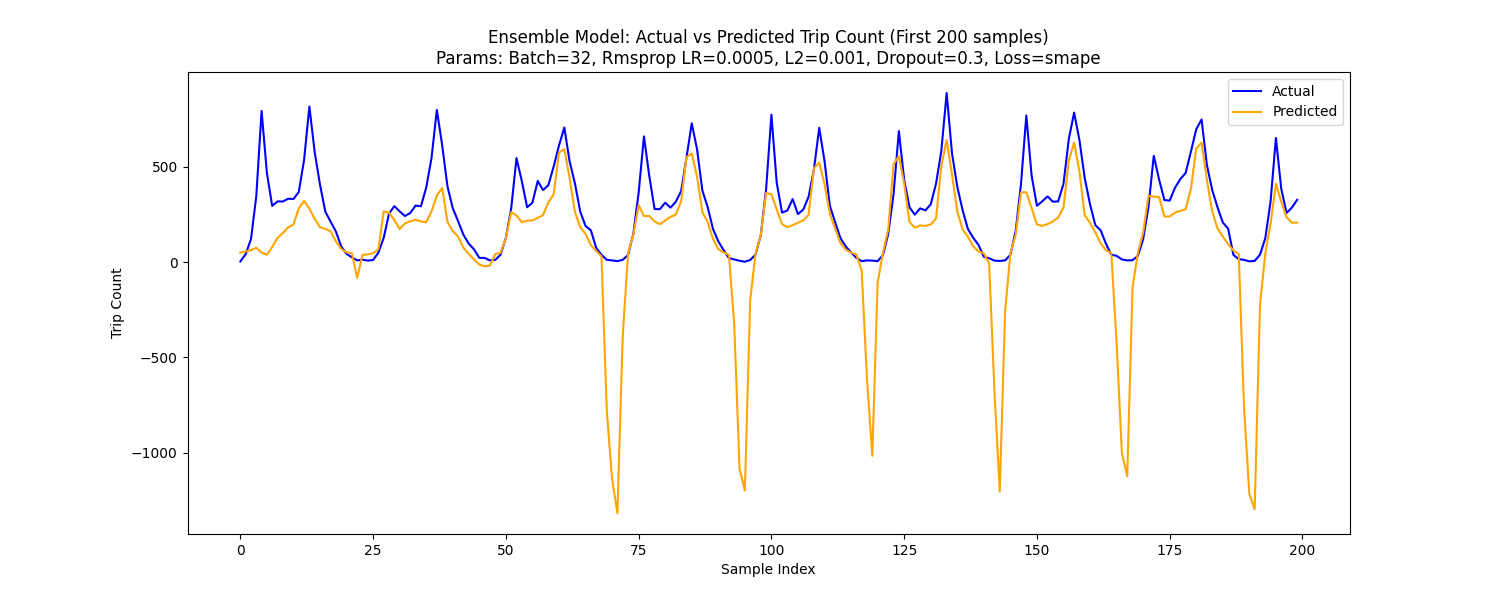 Ensemble Model: Actual vs Predicted Trip Count (First 200 samples)
Params: Batch=32, Rmsprop LR=0.0005, L2=0.001, Dropout=0.3, Loss=smape
Actual
Predicted
Trip Count
500
0
−500
−1000
0 25 50 75 100 125 150 175 200
Sample Index